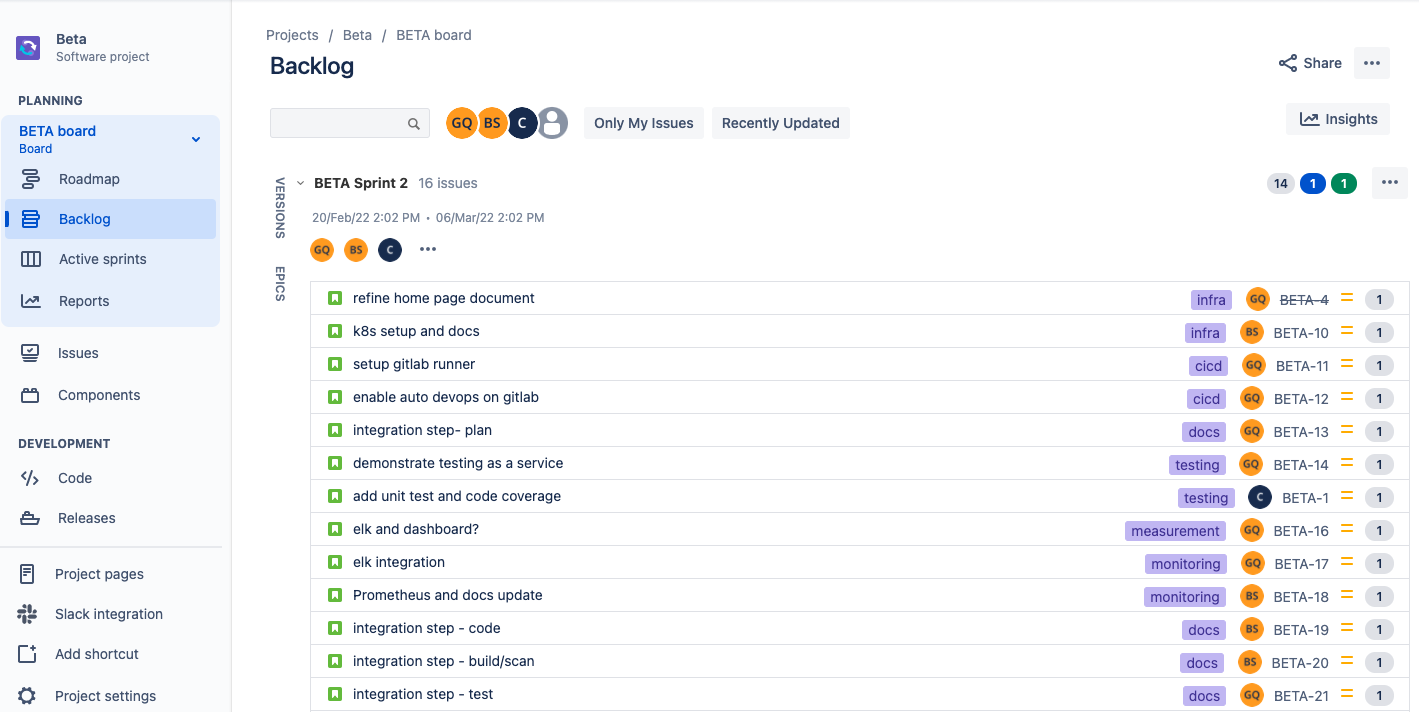 Beta
Software project
PLANNING
BETA board
Board
Roadmap
Backlog
Active sprints
Reports
Issues
Components
DEVELOPMENT
Code
Releases
Project pages
Slack integration
Add shortcut
Project settings
Projects / Beta / BETA board
Backlog
Share
GQ BS C Only My Issues Recently Updated
Insights
VERSIONS
EPICS
BETA Sprint 2 16 issues 14 1 1
20/Feb/22 2:02 PM • 06/Mar/22 2:02 PM
GQ BS C
refine home page document infra GQ BETA-4 1
k8s setup and docs infra BS BETA-10 1
setup gitlab runner cicd GQ BETA-11 1
enable auto devops on gitlab cicd GQ BETA-12 1
integration step- plan docs GQ BETA-13 1
demonstrate testing as a service testing GQ BETA-14 1
add unit test and code coverage testing C BETA-1 1
elk and dashboard? measurement GQ BETA-16 1
elk integration monitoring GQ BETA-17 1
Prometheus and docs update monitoring BS BETA-18 1
integration step - code docs BS BETA-19 1
integration step - build/scan docs BS BETA-20 1
integration step - test docs GQ BETA-21 1